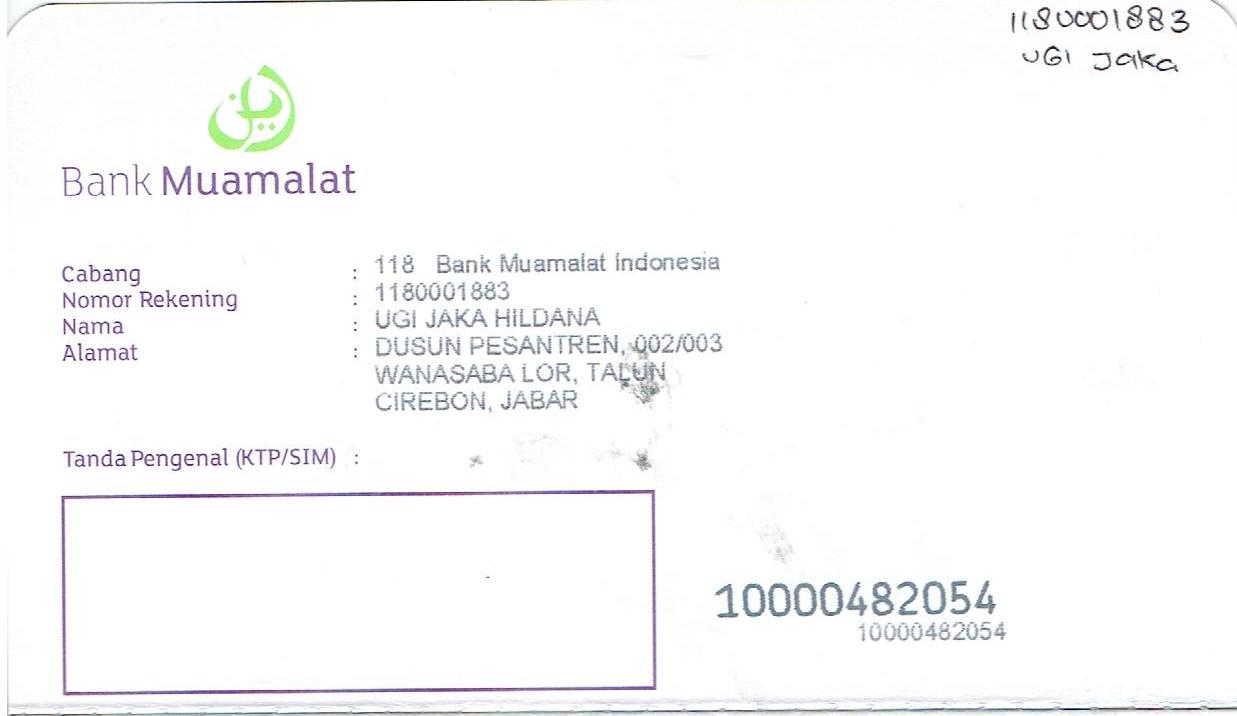 1180001883
UGI Jaka
Bank Muamalat
Cabang : 118 Bank Muamalat Indonesia
Nomor Rekening : 1180001883
Nama : UGI JAKA HILDANA
Alamat : DUSUN PESANTREN, 002/003
WANASABA LOR, TALUN
CIREBON, JABAR
Tanda Pengenal (KTP/SIM) :
10000482054
10000482054